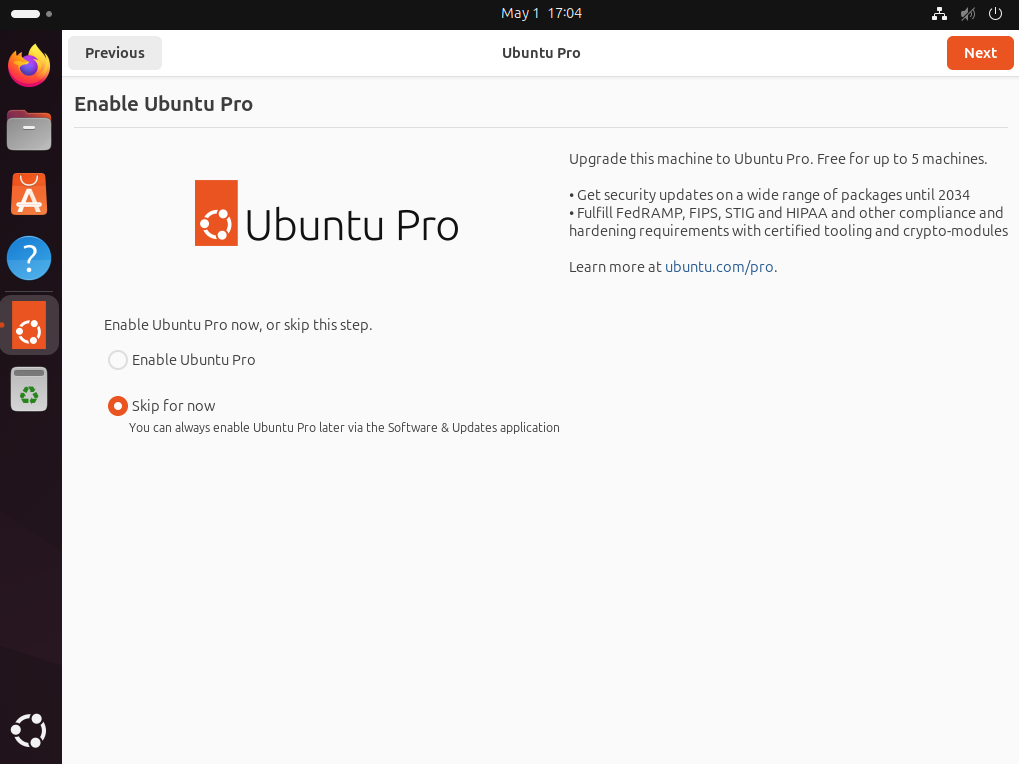 May 1 17:04
Previous
Ubuntu Pro
Next
Enable Ubuntu Pro
Ubuntu Pro
Upgrade this machine to Ubuntu Pro. Free for up to 5 machines.
• Get security updates on a wide range of packages until 2034
• Fulfill FedRAMP, FIPS, STIG and HIPAA and other compliance and
hardening requirements with certified tooling and crypto-modules
Learn more at ubuntu.com/pro.
Enable Ubuntu Pro now, or skip this step.
Enable Ubuntu Pro
Skip for now
You can always enable Ubuntu Pro later via the Software & Updates application